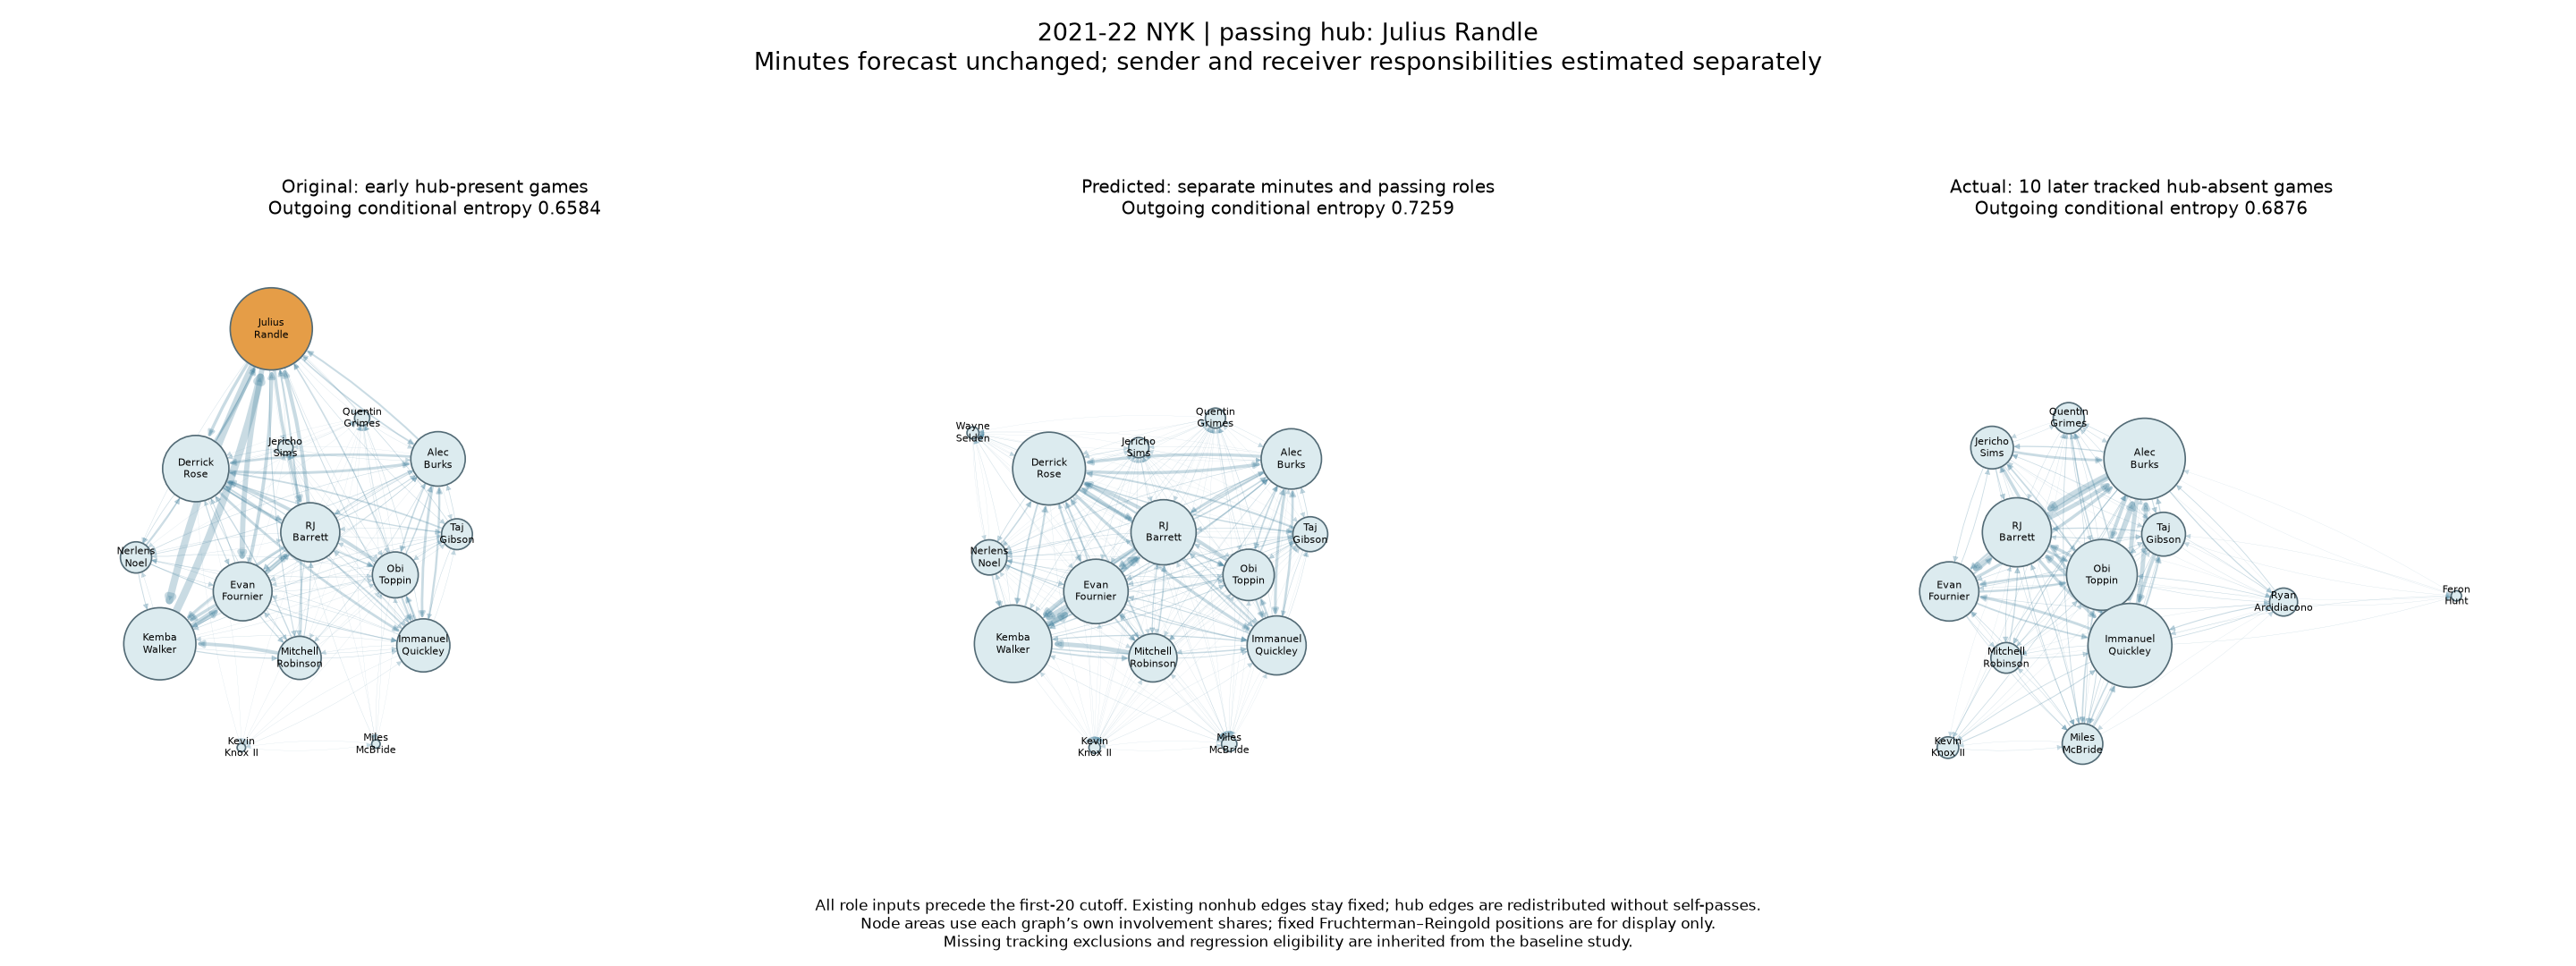 2021-22 NYK | passing hub: Julius Randle
Minutes forecast unchanged; sender and receiver responsibilities estimated separately
Original: early hub-present games
Outgoing conditional entropy 0.6584
Julius
Randle
Quentin
Grimes
Jericho
Sims
Alec
Burks
Derrick
Rose
RJ
Barrett
Taj
Gibson
Nerlens
Noel
Obi
Toppin
Evan
Fournier
Kemba
Walker
Immanuel
Quickley
Mitchell
Robinson
Kevin
Knox II
Miles
McBride
Predicted: separate minutes and passing roles
Outgoing conditional entropy 0.7259
Wayne
Selden
Quentin
Grimes
Jericho
Sims
Alec
Burks
Derrick
Rose
RJ
Barrett
Taj
Gibson
Nerlens
Noel
Obi
Toppin
Evan
Fournier
Kemba
Walker
Immanuel
Quickley
Mitchell
Robinson
Kevin
Knox II
Miles
McBride
Actual: 10 later tracked hub-absent games
Outgoing conditional entropy 0.6876
Quentin
Grimes
Jericho
Sims
Alec
Burks
RJ
Barrett
Taj
Gibson
Obi
Toppin
Evan
Fournier
Ryan
Arcidiacono
Feron
Hunt
Immanuel
Quickley
Mitchell
Robinson
Kevin
Knox II
Miles
McBride
All role inputs precede the first-20 cutoff. Existing nonhub edges stay fixed; hub edges are redistributed without self-passes.
Node areas use each graph’s own involvement shares; fixed Fruchterman–Reingold positions are for display only.
Missing tracking exclusions and regression eligibility are inherited from the baseline study.